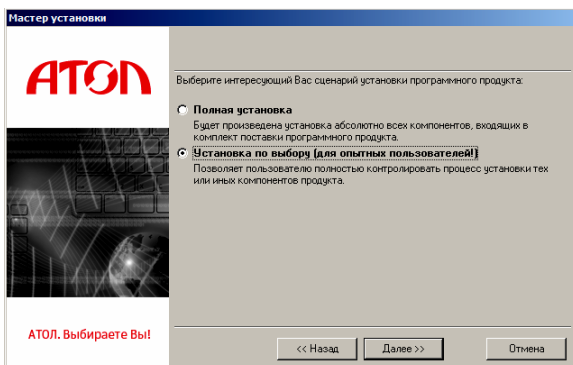 Мастер установки
АТОЛ
Выберите интересующий Вас сценарий установки программного продукта:
Полная установка
Будет произведена установка абсолютно всех компонентов, входящих в
комплект поставки программного продукта.
Установка по выбору (для опытных пользователей!)
Позволяет пользователю полностью контролировать процесс установки тех
или иных компонентов продукта.
АТОЛ. Выбираете Вы!
<< Назад Далее >> Отмена